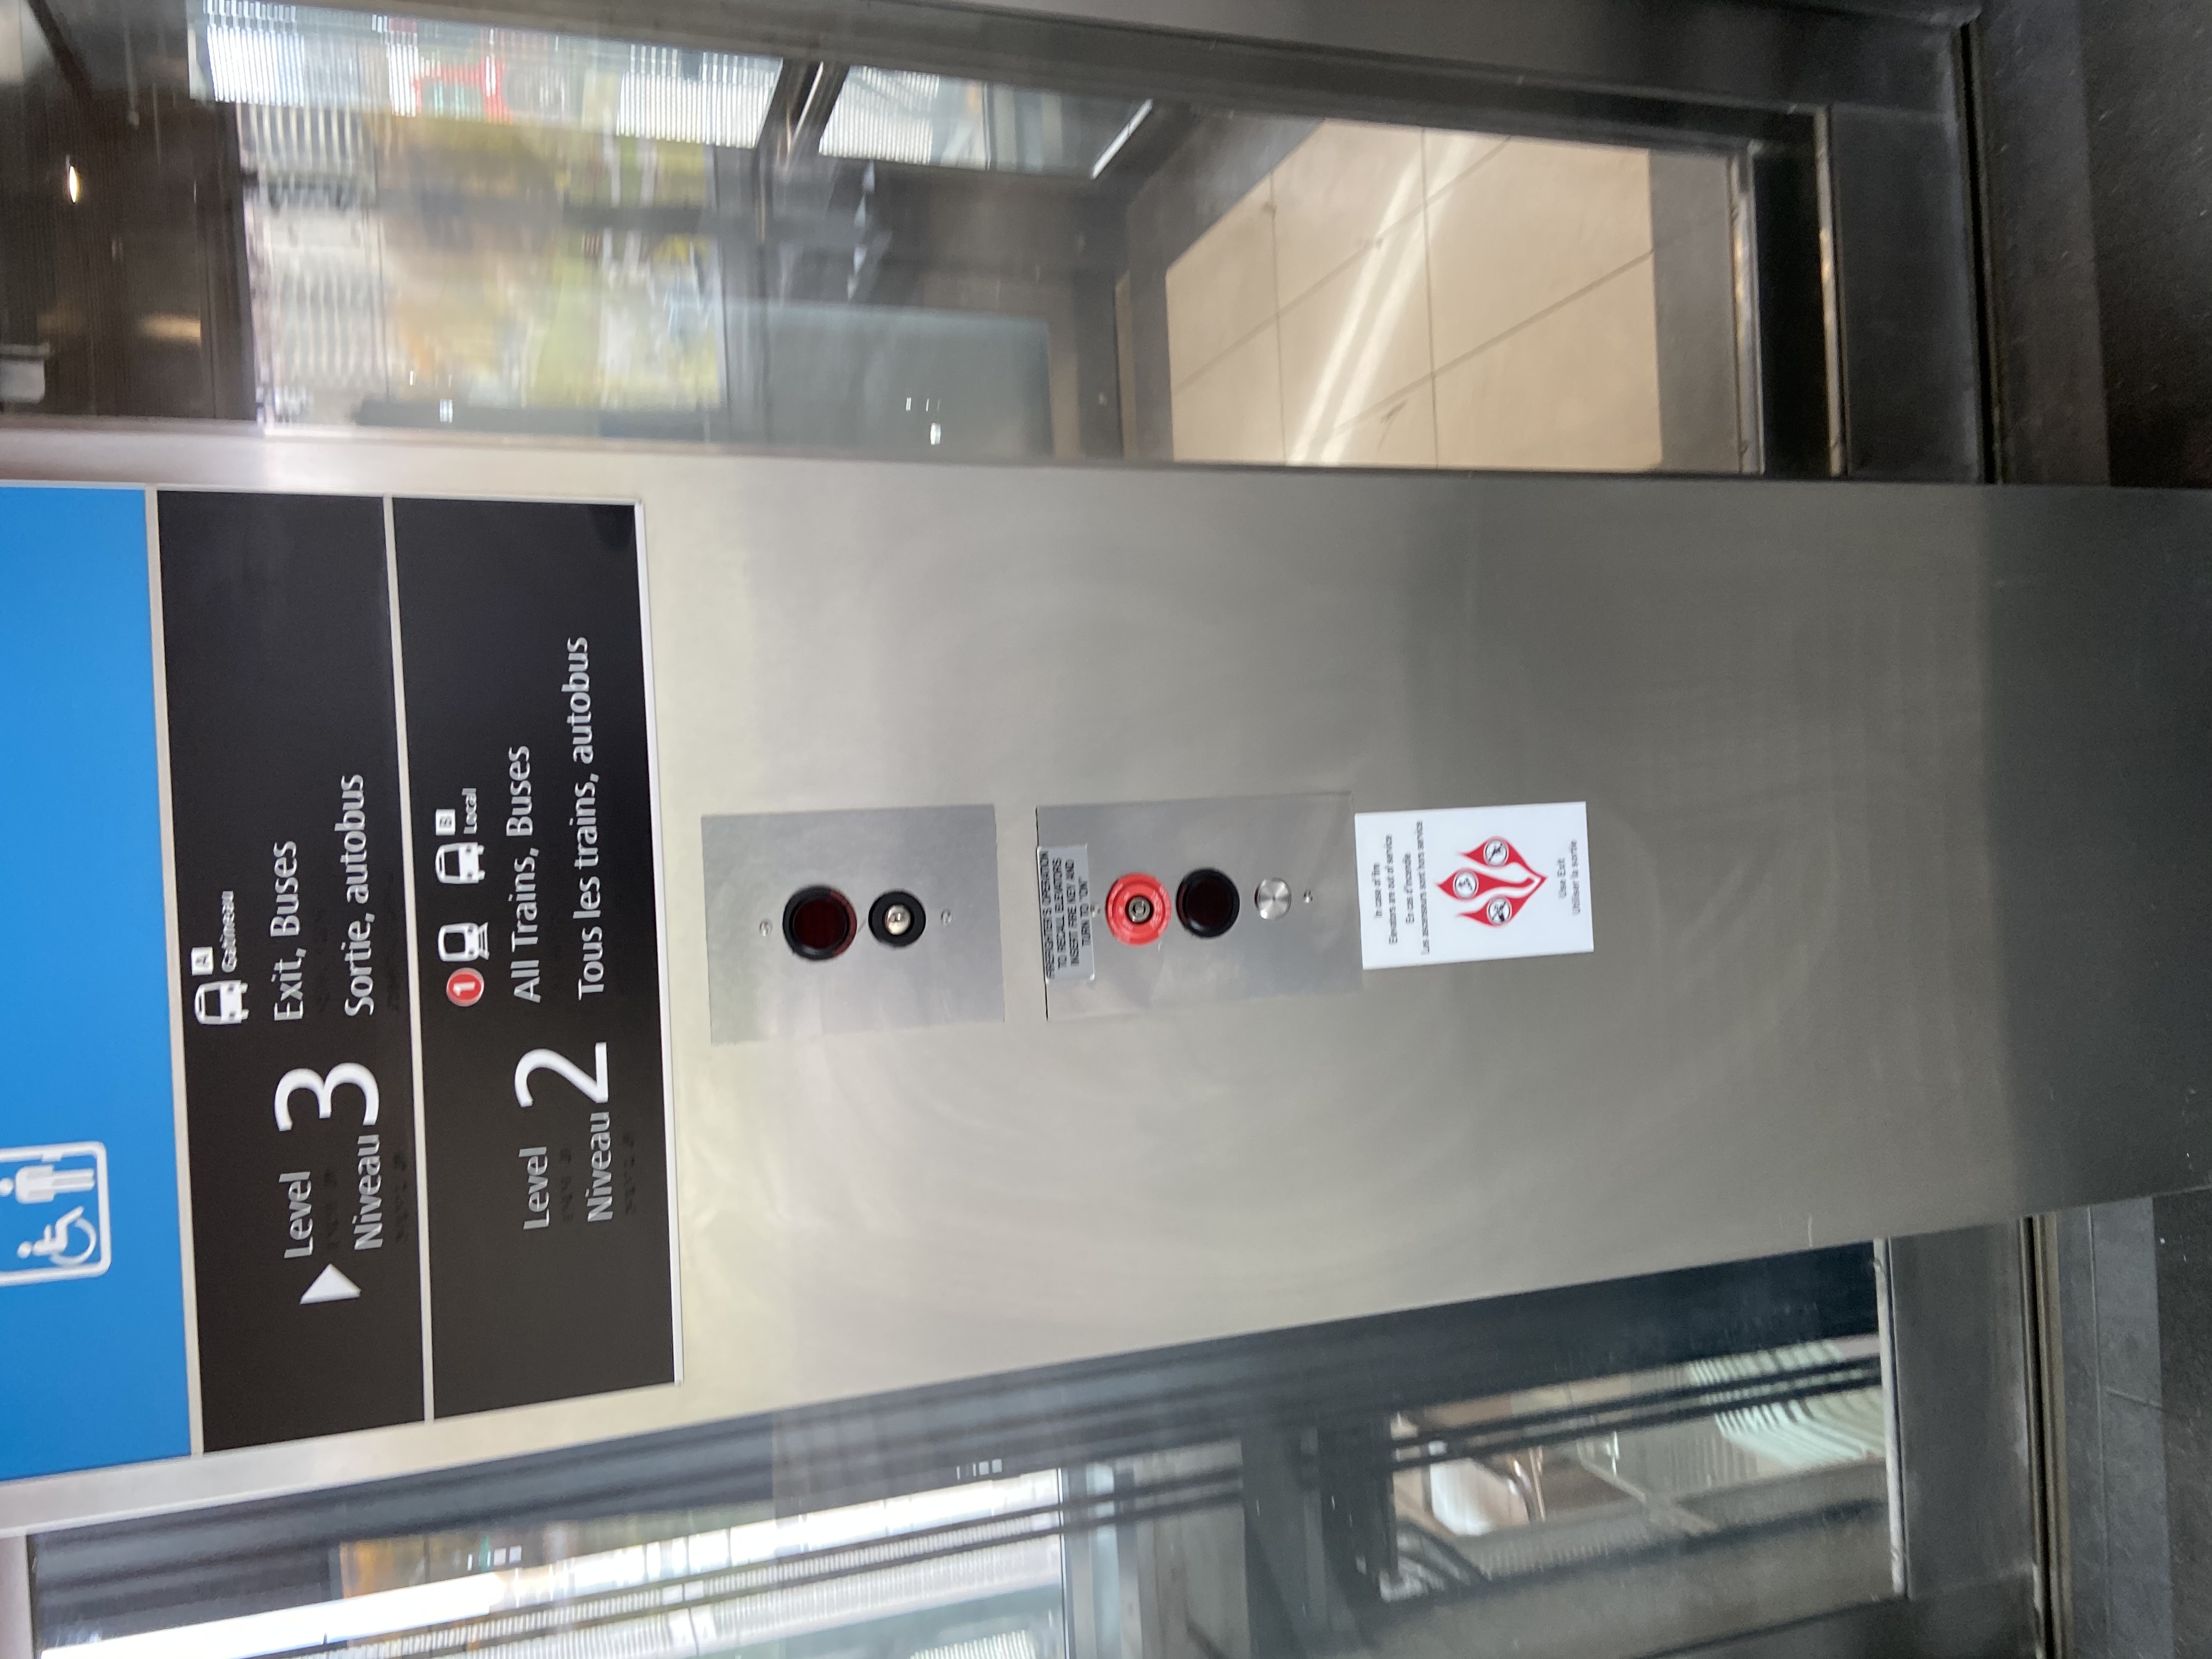 A
Gatineau
Level
Niveau
3
Exit, Buses
Sortie, autobus
1
B
Local
Level
Niveau
2
All Trains, Buses
Tous les trains, autobus
FIREFIGHTER'S OPERATION
TO RECALL ELEVATORS
INSERT FIRE KEY AND
TURN TO "ON"
In case of fire
Elevators are out of service
En cas d'incendie
Les ascenseurs sont hors service
Use Exit
Utiliser la sortie